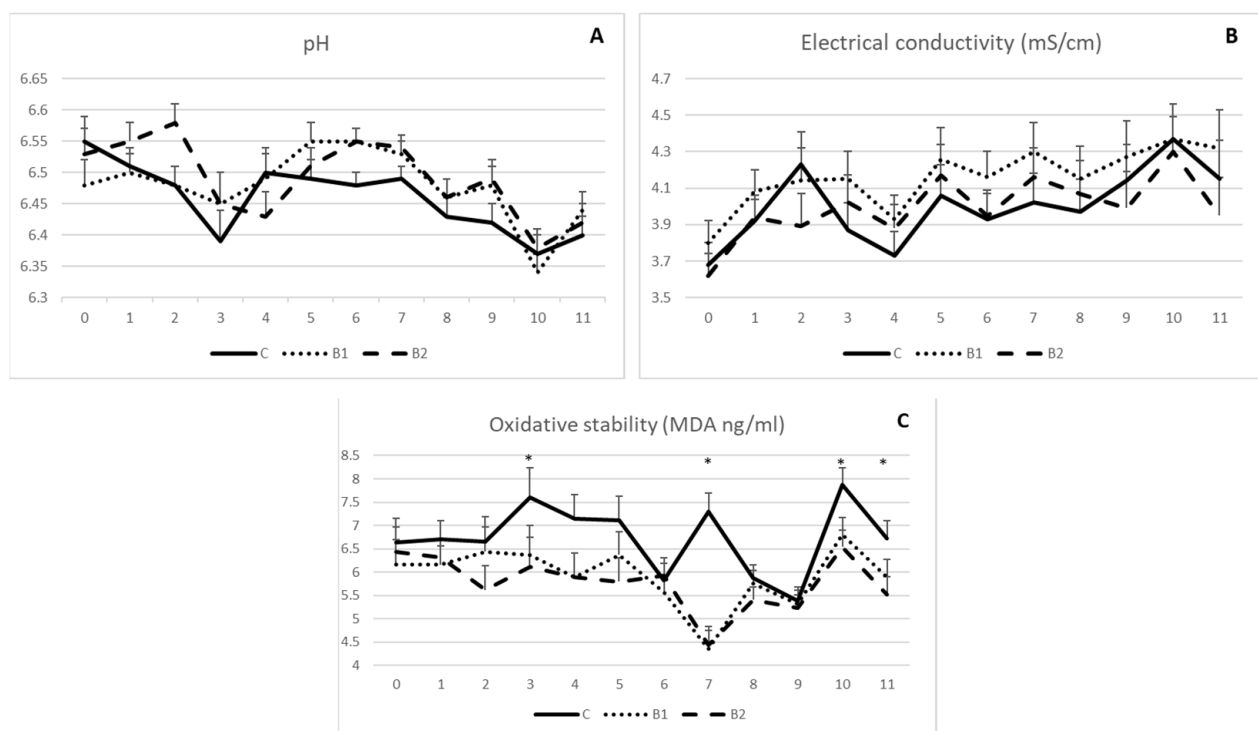 pH A
6.65
6.6
6.55
6.5
6.45
6.4
6.35
6.3
0 1 2 3 4 5 6 7 8 9 10 11
C B1 B2
Electrical conductivity (mS/cm) B
4.7
4.5
4.3
4.1
3.9
3.7
3.5
0 1 2 3 4 5 6 7 8 9 10 11
C B1 B2
Oxidative stability (MDA ng/ml) C
8.5
* * * *
8
7.5
7
6.5
6
5.5
5
4.5
4
0 1 2 3 4 5 6 7 8 9 10 11
C B1 B2